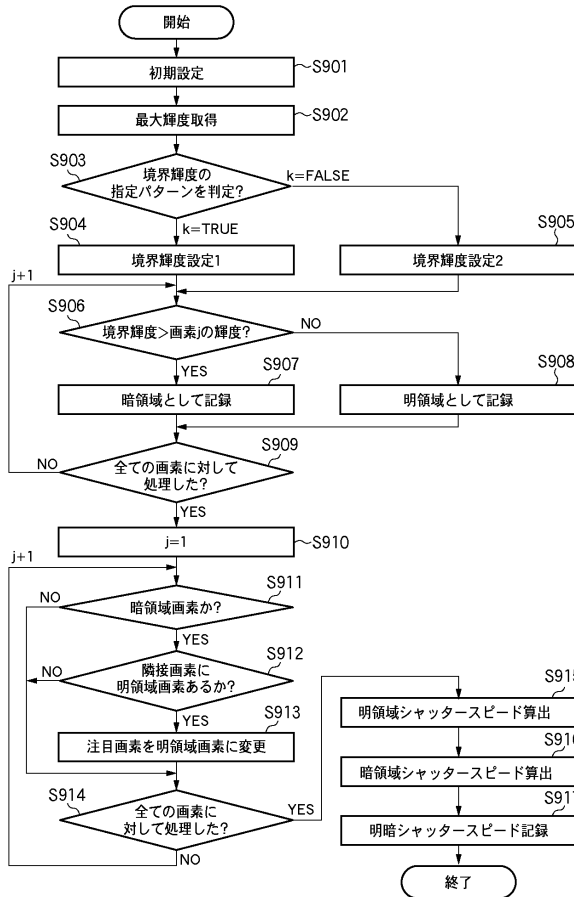 開始
初期設定
S901
最大輝度取得
S902
S903
境界輝度の
指定パターンを判定?
k=FALSE
k=TRUE
S904
境界輝度設定1
S905
境界輝度設定2
j+1
S906
境界輝度>画素jの輝度?
NO
YES
S907
暗領域として記録
S908
明領域として記録
S909
全ての画素に対して
処理した?
NO
YES
j=1
S910
j+1
S911
暗領域画素か?
NO
YES
S912
隣接画素に
明領域画素あるか?
NO
YES
S913
注目画素を明領域画素に変更
S914
全ての画素に
対して処理した?
YES
NO
S915
明領域シャッタースピード算出
S916
暗領域シャッタースピード算出
S917
明暗シャッタースピード記録
終了